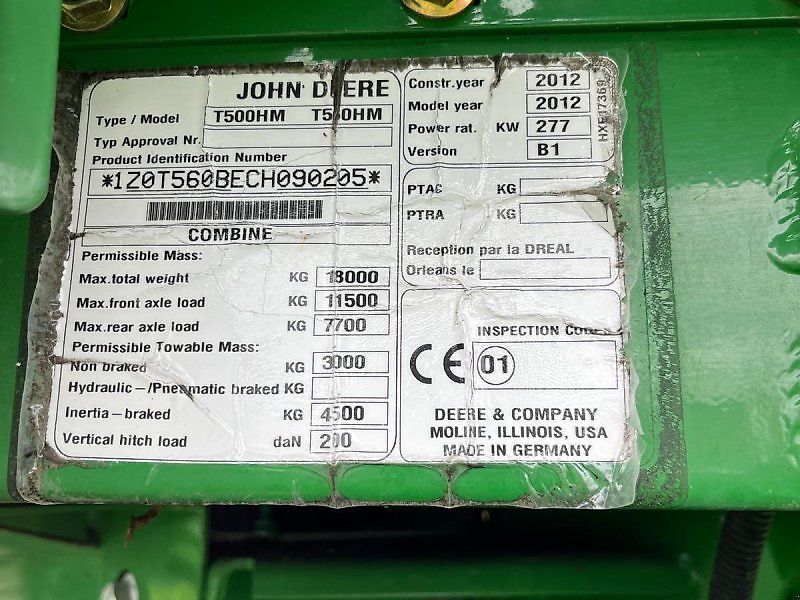 JOHN DEERE
Type / Model T500HM T560HM
Typ Approval Nr.
Product Identification Number
*1Z0T560BECH090205*
COMBINE
Permissible Mass:
Max.total weight KG 18000
Max.front axle load KG 11500
Max.rear axle load KG 7700
Permissible Towable Mass:
Non braked KG 3000
Hydraulic-/Pneumatic braked KG
Inertia-braked KG 4500
Vertical hitch load daN 200
Constr.year 2012
Model year 2012
Power rat. KW 277
Version B1
PTAC KG
PTRA KG
Reception par la DREAL
Orleans le
INSPECTION CODES
CE 01
DEERE & COMPANY
MOLINE, ILLINOIS, USA
MADE IN GERMANY